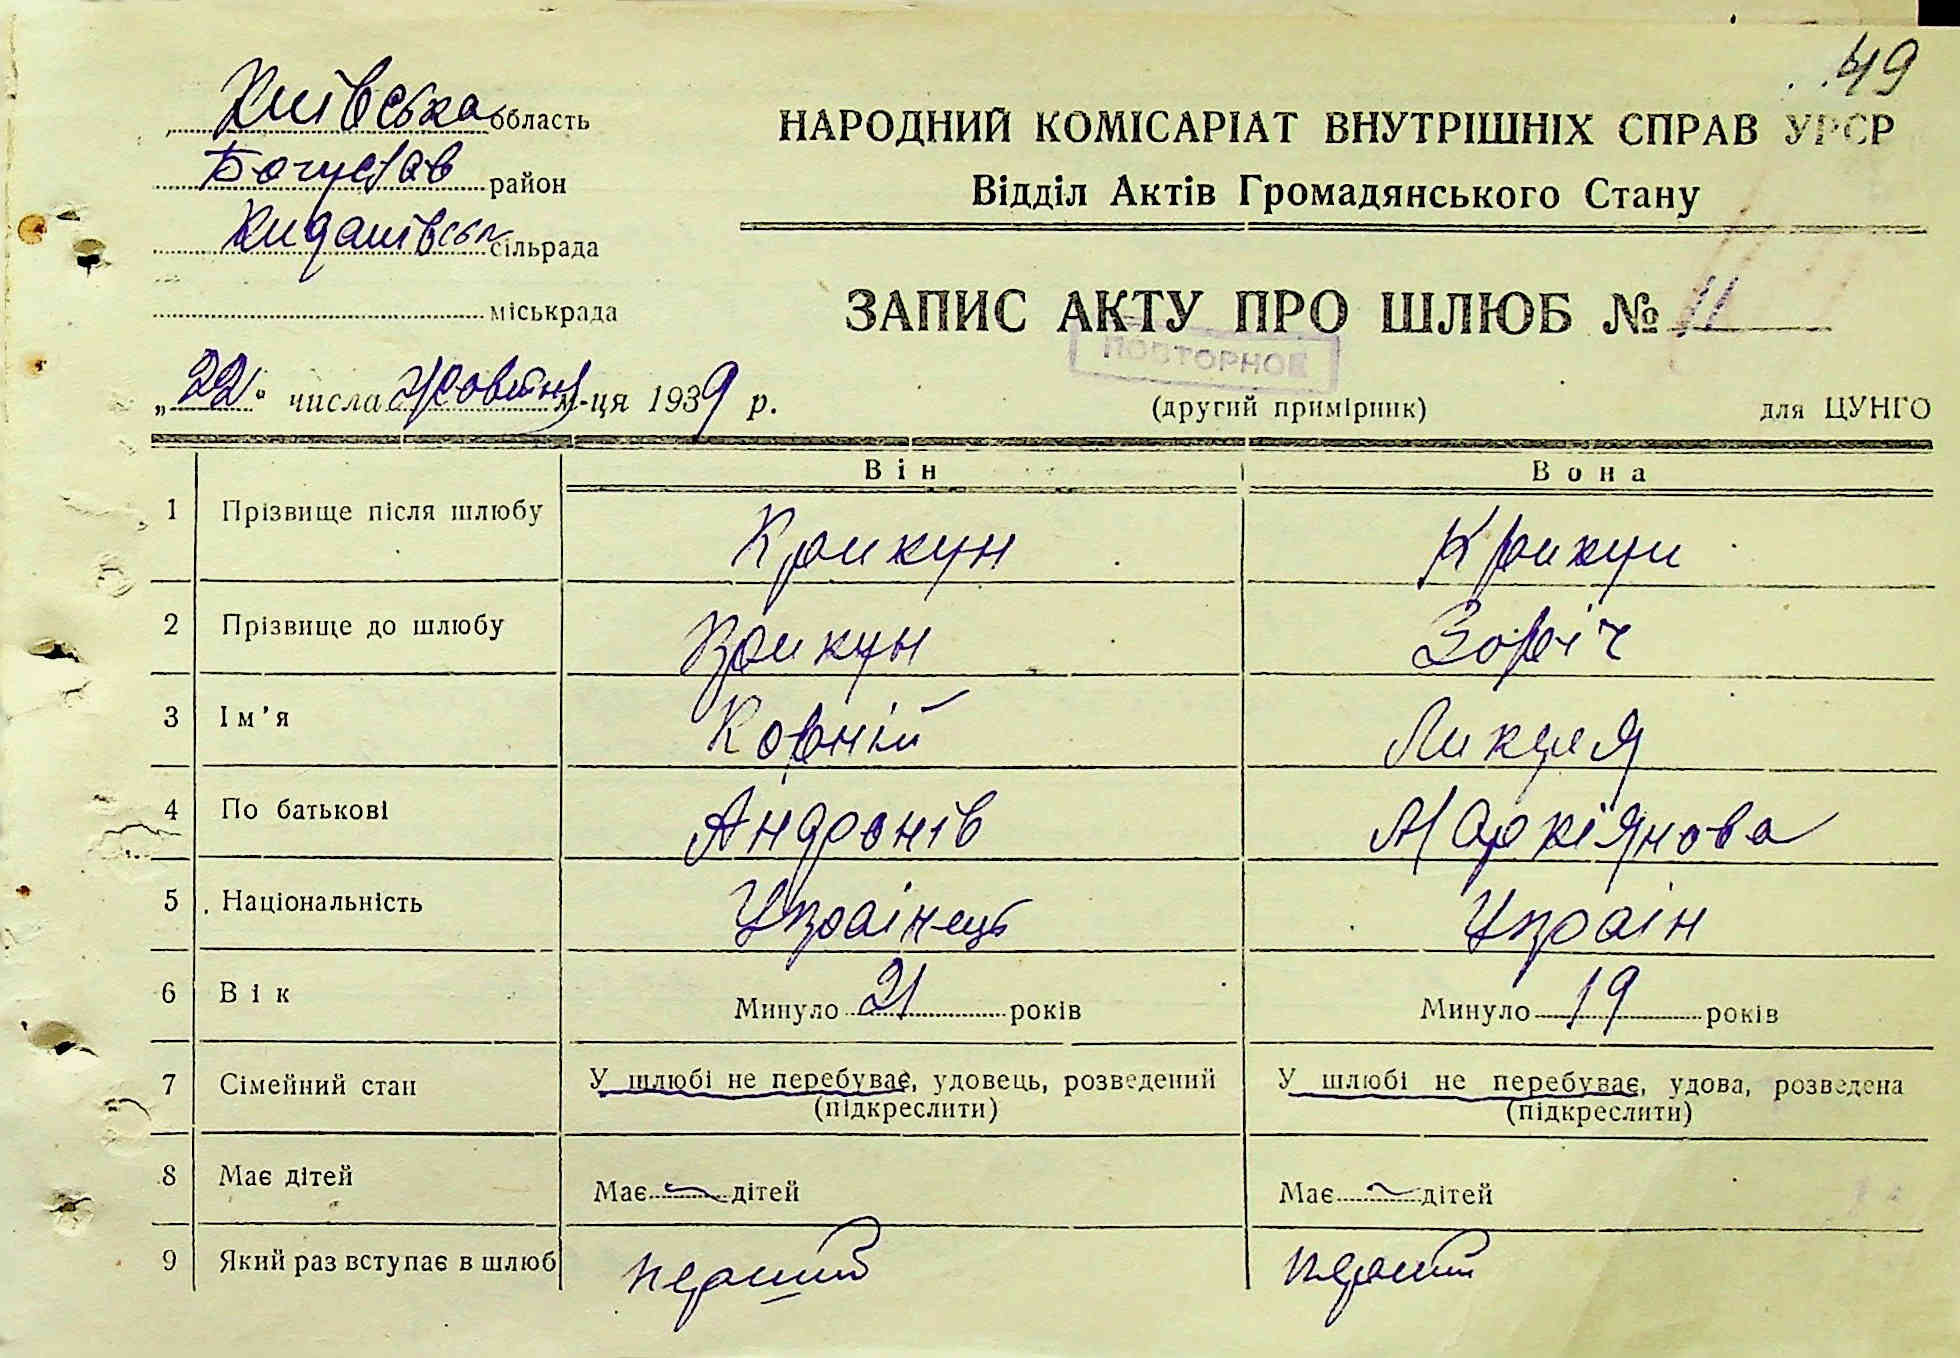 49
Київська область
Богуслав район
Кидашівськ сільрада
міськрада
НАРОДНИЙ КОМІСАРІАТ ВНУТРІШНІХ СПРАВ УРСР
Відділ Актів Громадянського Стану
ЗАПИС АКТУ ПРО ШЛЮБ № 11
ПОВТОРНОЕ
„22“ числа жовтня м-ця 1939 р.
(другий примірник)
для ЦУНГО
Він Вона
1 Прізвище після шлюбу Крикун Крикун
2 Прізвище до шлюбу Крикун Зоріч
3 Ім’я Корній Ликия
4 По батькові Андронів Маркіянова
5 Національність Українець Україн
6 Вік Минуло 21 років Минуло 19 років
7 Сімейний стан У шлюбі не перебуває, удовець, розведений У шлюбі не перебуває, удова, розведена
(підкреслити) (підкреслити)
8 Має дітей Має ~ дітей Має ~ дітей
9 Який раз вступає в шлюб перший перший